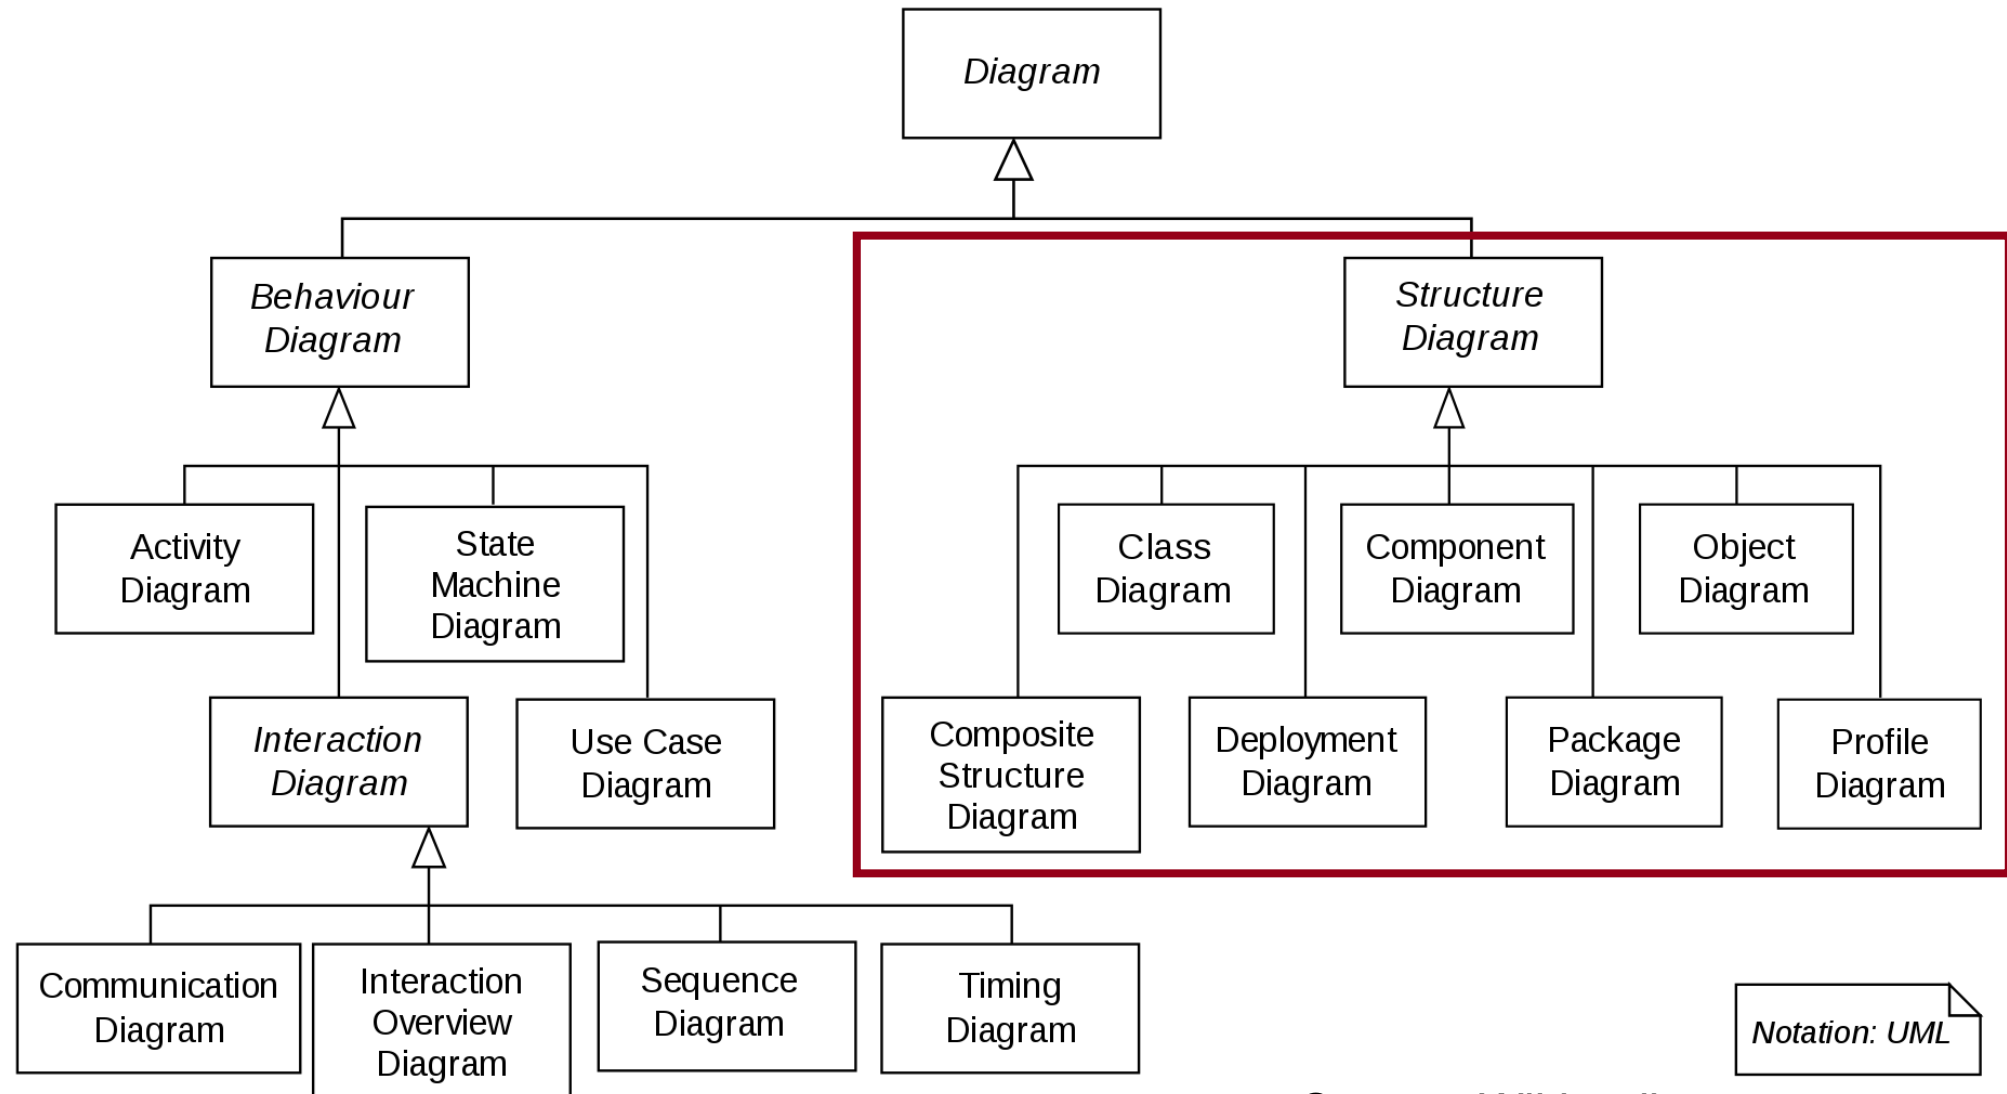 Diagram
Behaviour
Diagram
Structure
Diagram
Activity
Diagram
State
Machine
Diagram
Class
Diagram
Component
Diagram
Object
Diagram
Interaction
Diagram
Use Case
Diagram
Composite
Structure
Diagram
Deployment
Diagram
Package
Diagram
Profile
Diagram
Communication
Diagram
Interaction
Overview
Diagram
Sequence
Diagram
Timing
Diagram
Notation: UML